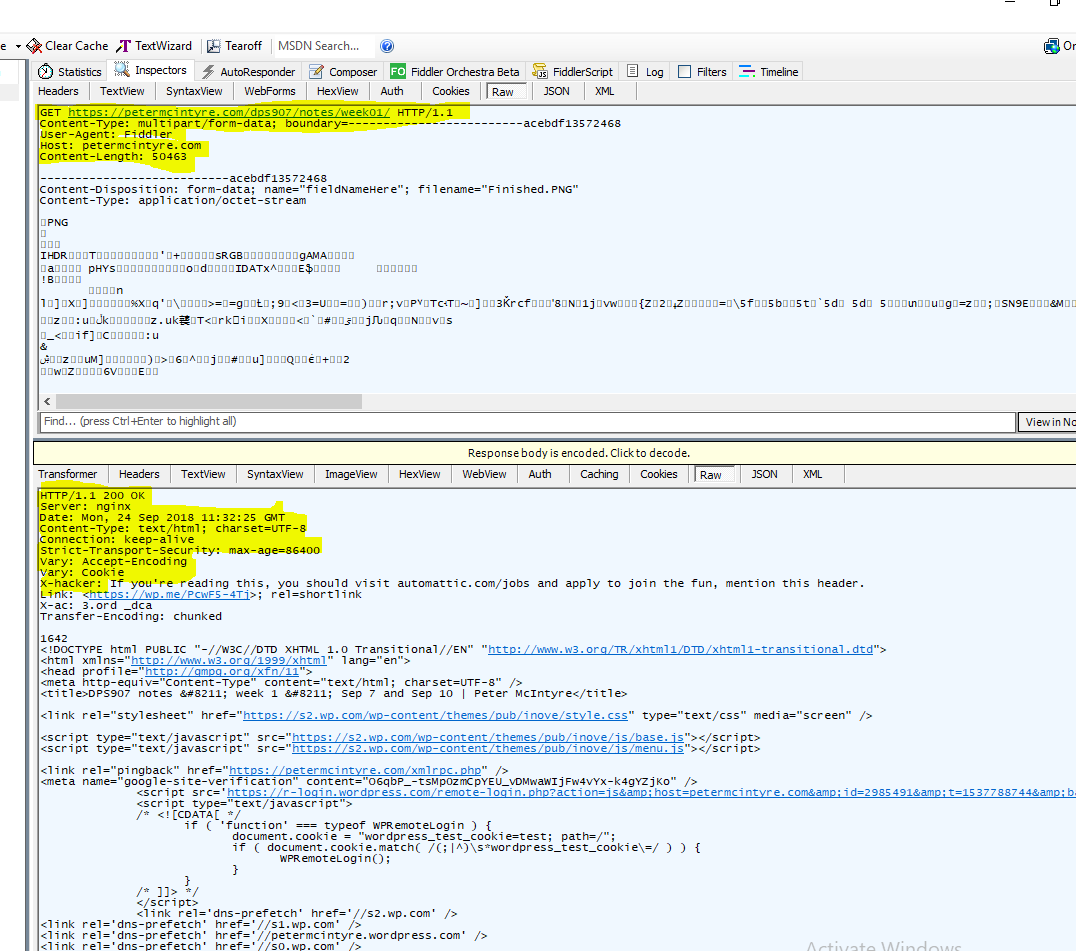 e Clear Cache TextWizard Tearoff MSDN Search... On
Statistics Inspectors AutoResponder Composer FO Fiddler Orchestra Beta FiddlerScript Log Filters Timeline
Headers TextView SyntaxView WebForms HexView Auth Cookies Raw JSON XML
GET https://petermcintyre.com/dps907/notes/week01/ HTTP/1.1
Content-Type: multipart/form-data; boundary=---------------------------acebdf13572468
User-Agent: Fiddler
Host: petermcintyre.com
Content-Length: 50463
---------------------------acebdf13572468
Content-Disposition: form-data; name="fieldNameHere"; filename="Finished.PNG"
Content-Type: application/octet-stream
PNG
Find... (press Ctrl+Enter to highlight all) View in No
Response body is encoded. Click to decode.
Transformer Headers TextView SyntaxView ImageView HexView WebView Auth Caching Cookies Raw JSON XML
HTTP/1.1 200 OK
Server: nginx
Date: Mon, 24 Sep 2018 11:32:25 GMT
Content-Type: text/html; charset=UTF-8
Connection: keep-alive
Strict-Transport-Security: max-age=86400
Vary: Accept-Encoding
Vary: Cookie
X-hacker: If you're reading this, you should visit automattic.com/jobs and apply to join the fun, mention this header.
Link: <https://wp.me/PcwF5-4Tj>; rel=shortlink
X-ac: 3.ord _dca
Transfer-Encoding: chunked
1642
<!DOCTYPE html PUBLIC "-//W3C//DTD XHTML 1.0 Transitional//EN" "http://www.w3.org/TR/xhtml1/DTD/xhtml1-transitional.dtd">
<html xmlns="http://www.w3.org/1999/xhtml" lang="en">
<head profile="http://gmpg.org/xfn/11">
<meta http-equiv="Content-Type" content="text/html; charset=UTF-8" />
<title>DPS907 notes &#8211; week 1 &#8211; Sep 7 and Sep 10 | Peter McIntyre</title>
<link rel="stylesheet" href="https://s2.wp.com/wp-content/themes/pub/inove/style.css" type="text/css" media="screen" />
<script type="text/javascript" src="https://s2.wp.com/wp-content/themes/pub/inove/js/base.js"></script>
<script type="text/javascript" src="https://s2.wp.com/wp-content/themes/pub/inove/js/menu.js"></script>
<link rel="pingback" href="https://petermcintyre.com/xmlrpc.php" />
<meta name="google-site-verification" content="O6qbP_-tsMpOzmCpYEU_vDMwaWIjFw4vYx-k4gYZjKo" />
<script src='https://r-login.wordpress.com/remote-login.php?action=js&amp;host=petermcintyre.com&amp;id=2985491&amp;t=1537788744&amp;b
<script type="text/javascript">
/* <![CDATA[ */
if ( 'function' === typeof WPRemoteLogin ) {
document.cookie = "wordpress_test_cookie=test; path=/";
if ( document.cookie.match( /(;|^)\s*wordpress_test_cookie\=/ ) ) {
WPRemoteLogin();
}
}
/* ]]> */
</script>
<link rel='dns-prefetch' href='//s2.wp.com' />
<link rel='dns-prefetch' href='//s1.wp.com' />
<link rel='dns-prefetch' href='//petermcintyre.wordpress.com' />
<link rel='dns-prefetch' href='//s0.wp.com' />
Activate Windows